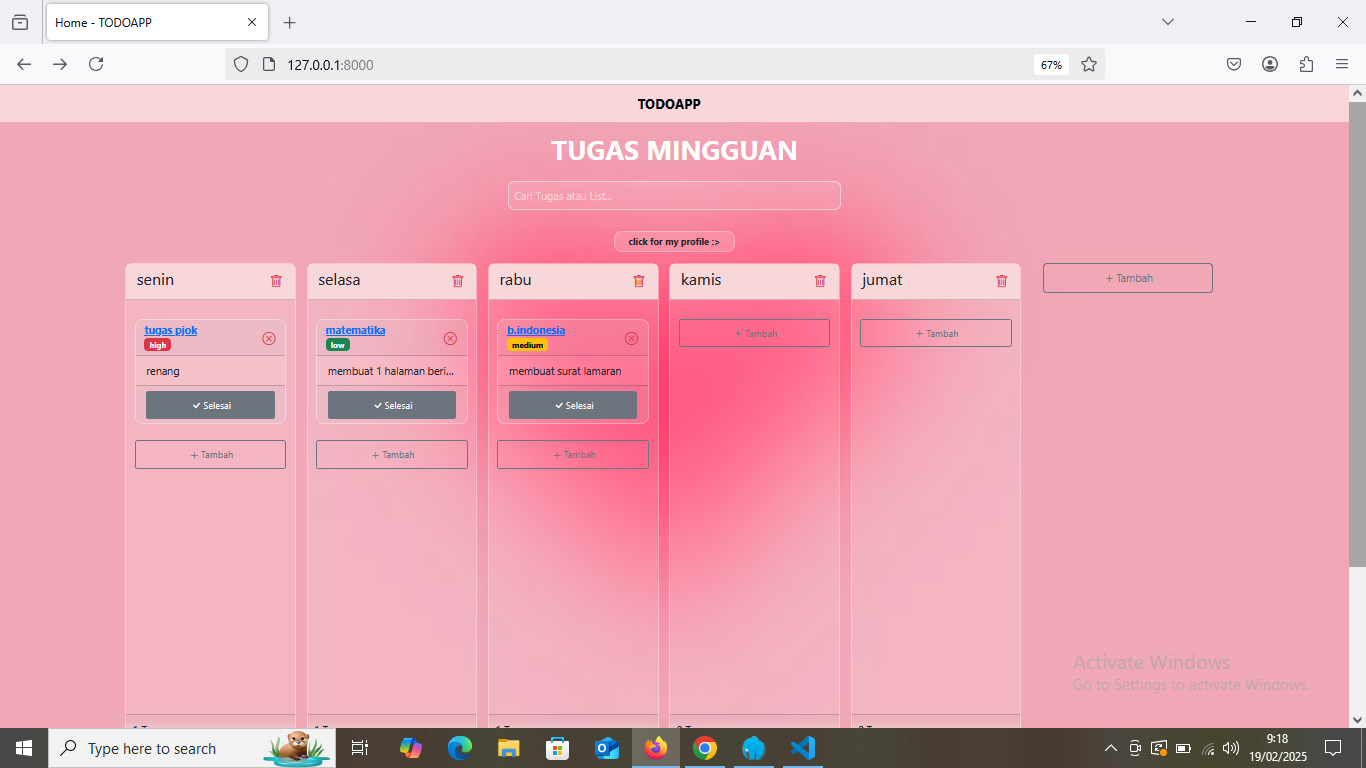 Home - TODOAPP
127.0.0.1:8000
67%
TODOAPP
TUGAS MINGGUAN
Cari Tugas atau List...
click for my profile :>
senin
selasa
rabu
kamis
jumat
+ Tambah
tugas pjok
high
renang
Selesai
+ Tambah
matematika
low
membuat 1 halaman beri...
Selesai
+ Tambah
b.indonesia
medium
membuat surat lamaran
Selesai
+ Tambah
+ Tambah
+ Tambah
Activate Windows
Go to Settings to activate Windows.
Type here to search
9:18
19/02/2025